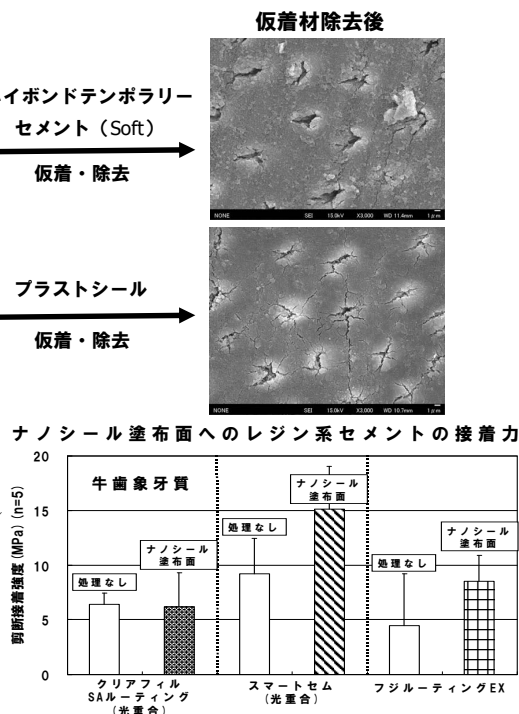 仮着材除去後
イボンドテンポラリー
セメント（Soft）
仮着・除去
NONE SEI 10.0kV X3,000 WD 11.4mm 1μm
プラストシール
仮着・除去
NONE SEI 10.0kV X3,000 WD 10.7mm 1μm
ナノシール塗布面へのレジン系セメントの接着力
剪断接着強度(MPa)(n=5)
20
15
10
5
0
牛歯象牙質
処理なし
ナノシール
塗布面
処理なし
ナノシール
塗布面
処理なし
ナノシール
塗布面
クリアフィル
SAルーティング
(光重合)
スマートセム
(光重合)
フジルーティングEX